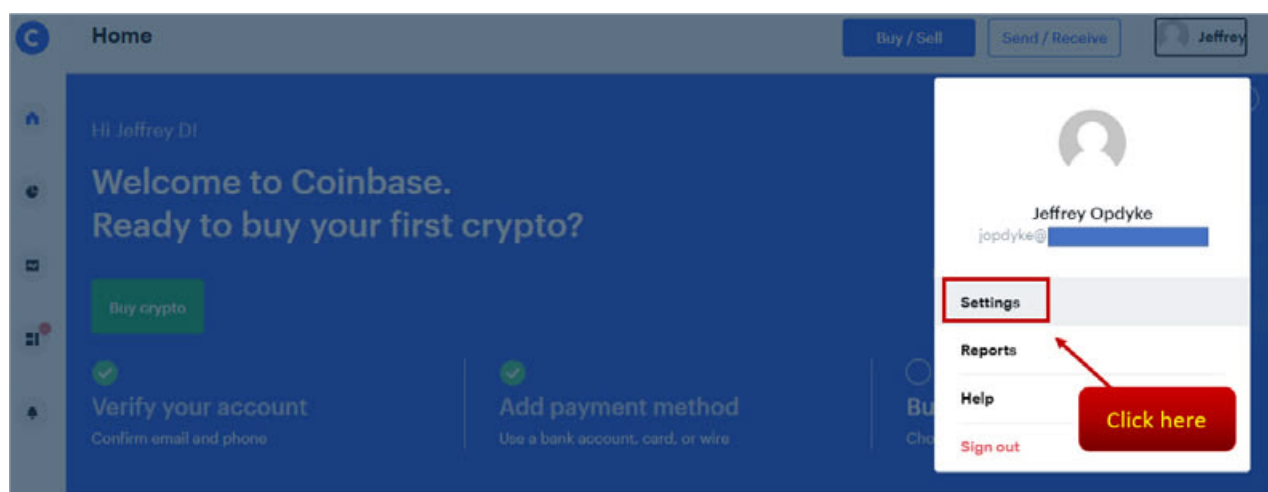 Home
Buy / Sell
Send / Receive
Jeffrey
Hi Jeffrey DI
Welcome to Coinbase.
Ready to buy your first crypto?
Buy crypto
Verify your account
Confirm email and phone
Add payment method
Use a bank account, card, or wire
Bu
Cho
Jeffrey Opdyke
jopdyke@
Settings
Reports
Help
Sign out
Click here